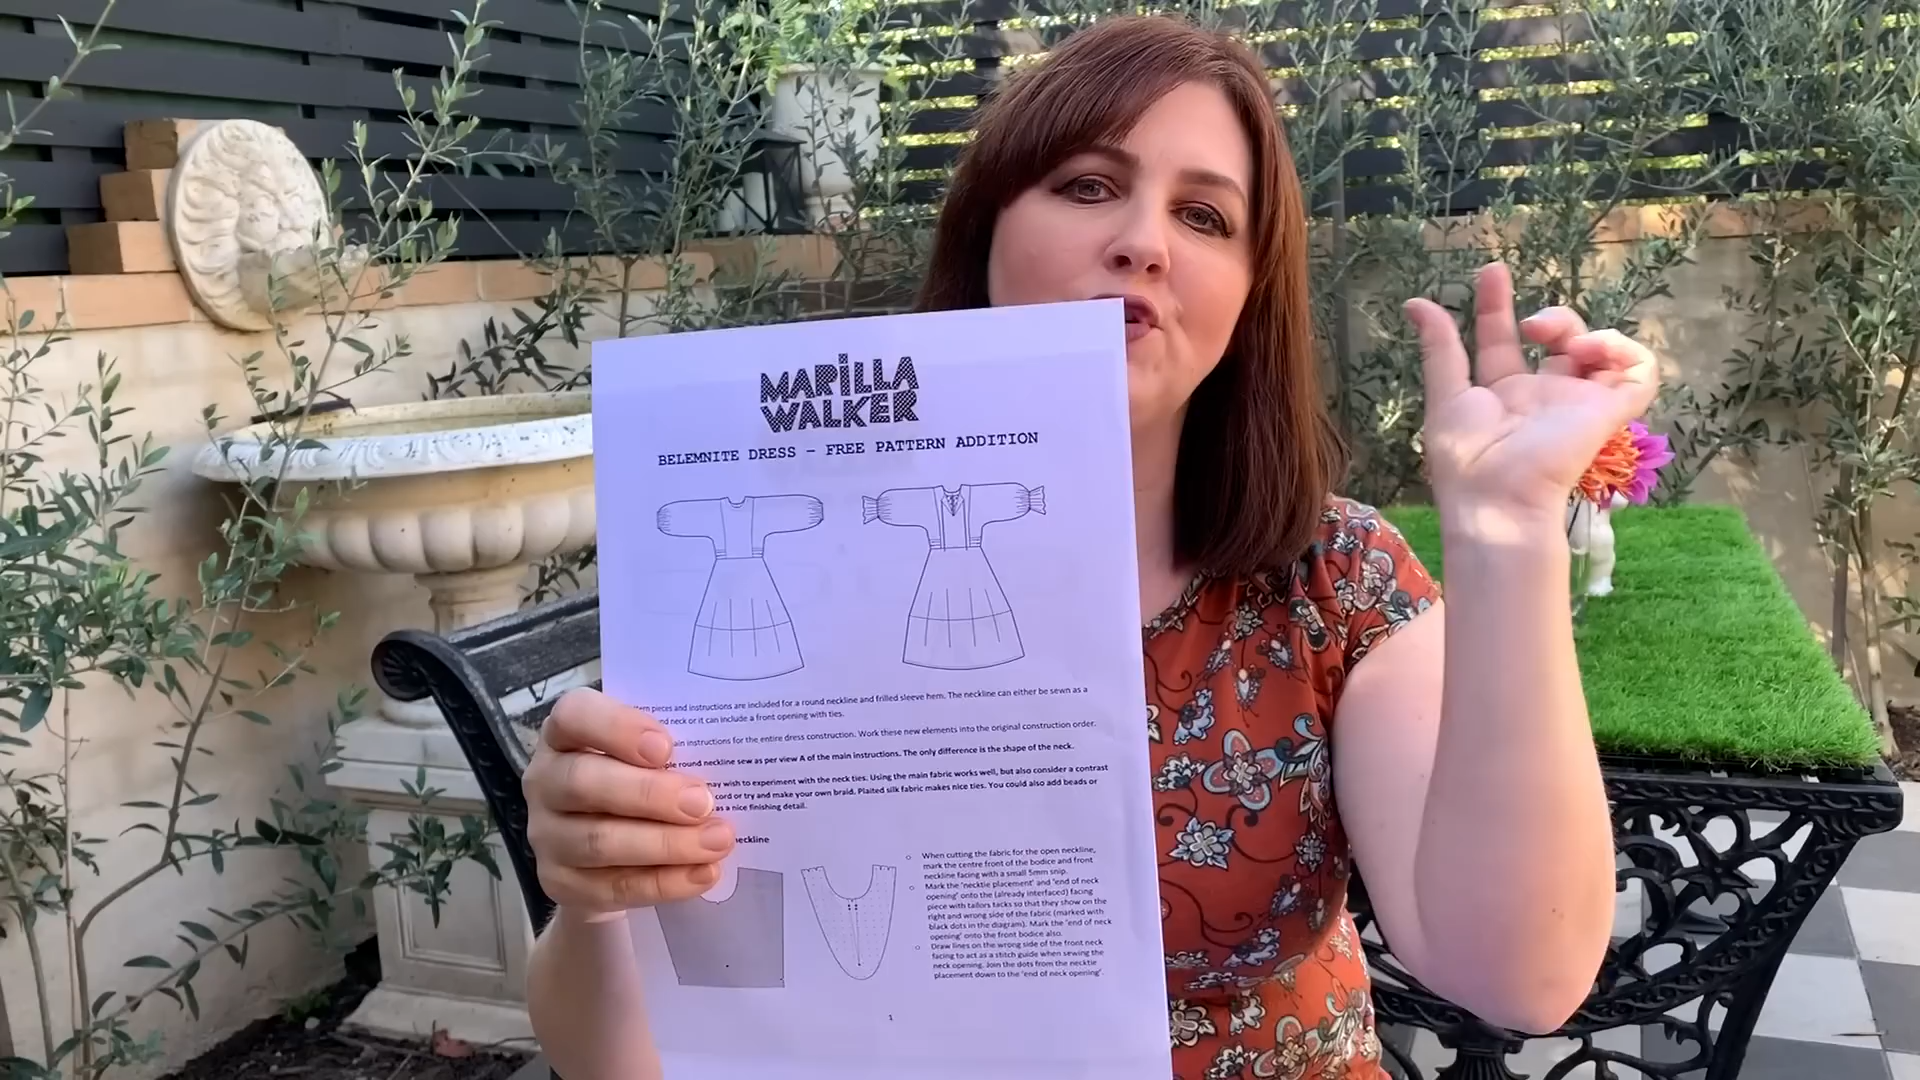 MARiLLA
WALKER
BELEMNITE DRESS - FREE PATTERN ADDITION
pieces and instructions are included for a round neckline and frilled sleeve hem. The neckline can either be sewn as a
neck or it can include a front opening with ties.
instructions for the entire dress construction. Work these new elements into the original construction order.
round neckline sew as per view A of the main instructions. The only difference is the shape of the neck.
may wish to experiment with the neck ties. Using the main fabric works well, but also consider a contrast
cord or try and make your own braid. Plaited silk fabric makes nice ties. You could also add beads or
as a nice finishing detail.
neckline
When cutting the fabric for the open neckline,
mark the centre front of the bodice and front
neckline facing with a small 5mm snip.
Mark the 'necktie placement' and 'end of neck
opening' onto the (already interfaced) facing
piece with tailors tacks so that they show on the
right and wrong side of the fabric (marked with
black dots in the diagram). Mark the 'end of neck
opening' onto the front bodice also.
Draw lines on the wrong side of the front neck
facing to act as a stitch guide when sewing the
neck opening. Join the dots from the necktie
placement down to the 'end of neck opening'.
1